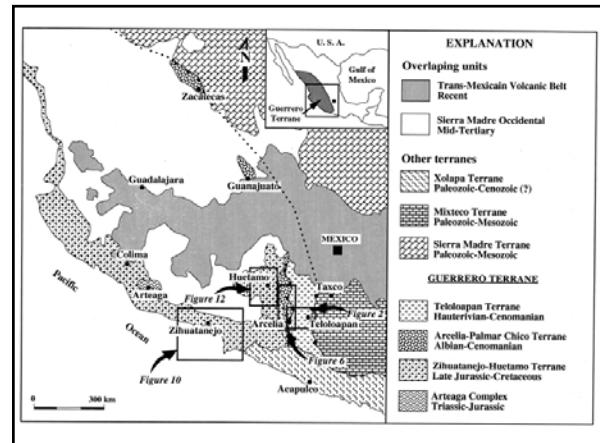 U. S. A.
Gulf of
Mexico
Guerrero
Terrane
N
Zacatecas
Guadalajara
Guanajuato
MEXICO
Colima
Huetamo
Taxco
Arteaga
Figure 12
Figure 2
Pacific
Ocean
Zihuatanejo
Arcelia
Teloloapan
Figure 6
Figure 10
Acapulco
0 300 km
EXPLANATION
Overlaping units
Trans-Mexicain Volcanic Belt
Recent
Sierra Madre Occidental
Mid-Tertiary
Other terranes
Xolapa Terrane
Paleozoic-Cenozoic (?)
Mixteco Terrane
Paleozoic-Mesozoic
Sierra Madre Terrane
Paleozoic-Mesozoic
GUERRERO TERRANE
Teloloapan Terrane
Hauterivian-Cenomanian
Arcelia-Palmar Chico Terrane
Albian-Cenomanian
Zihuatanejo-Huetamo Terrane
Late Jurassic-Cretaceous
Arteaga Complex
Triassic-Jurassic